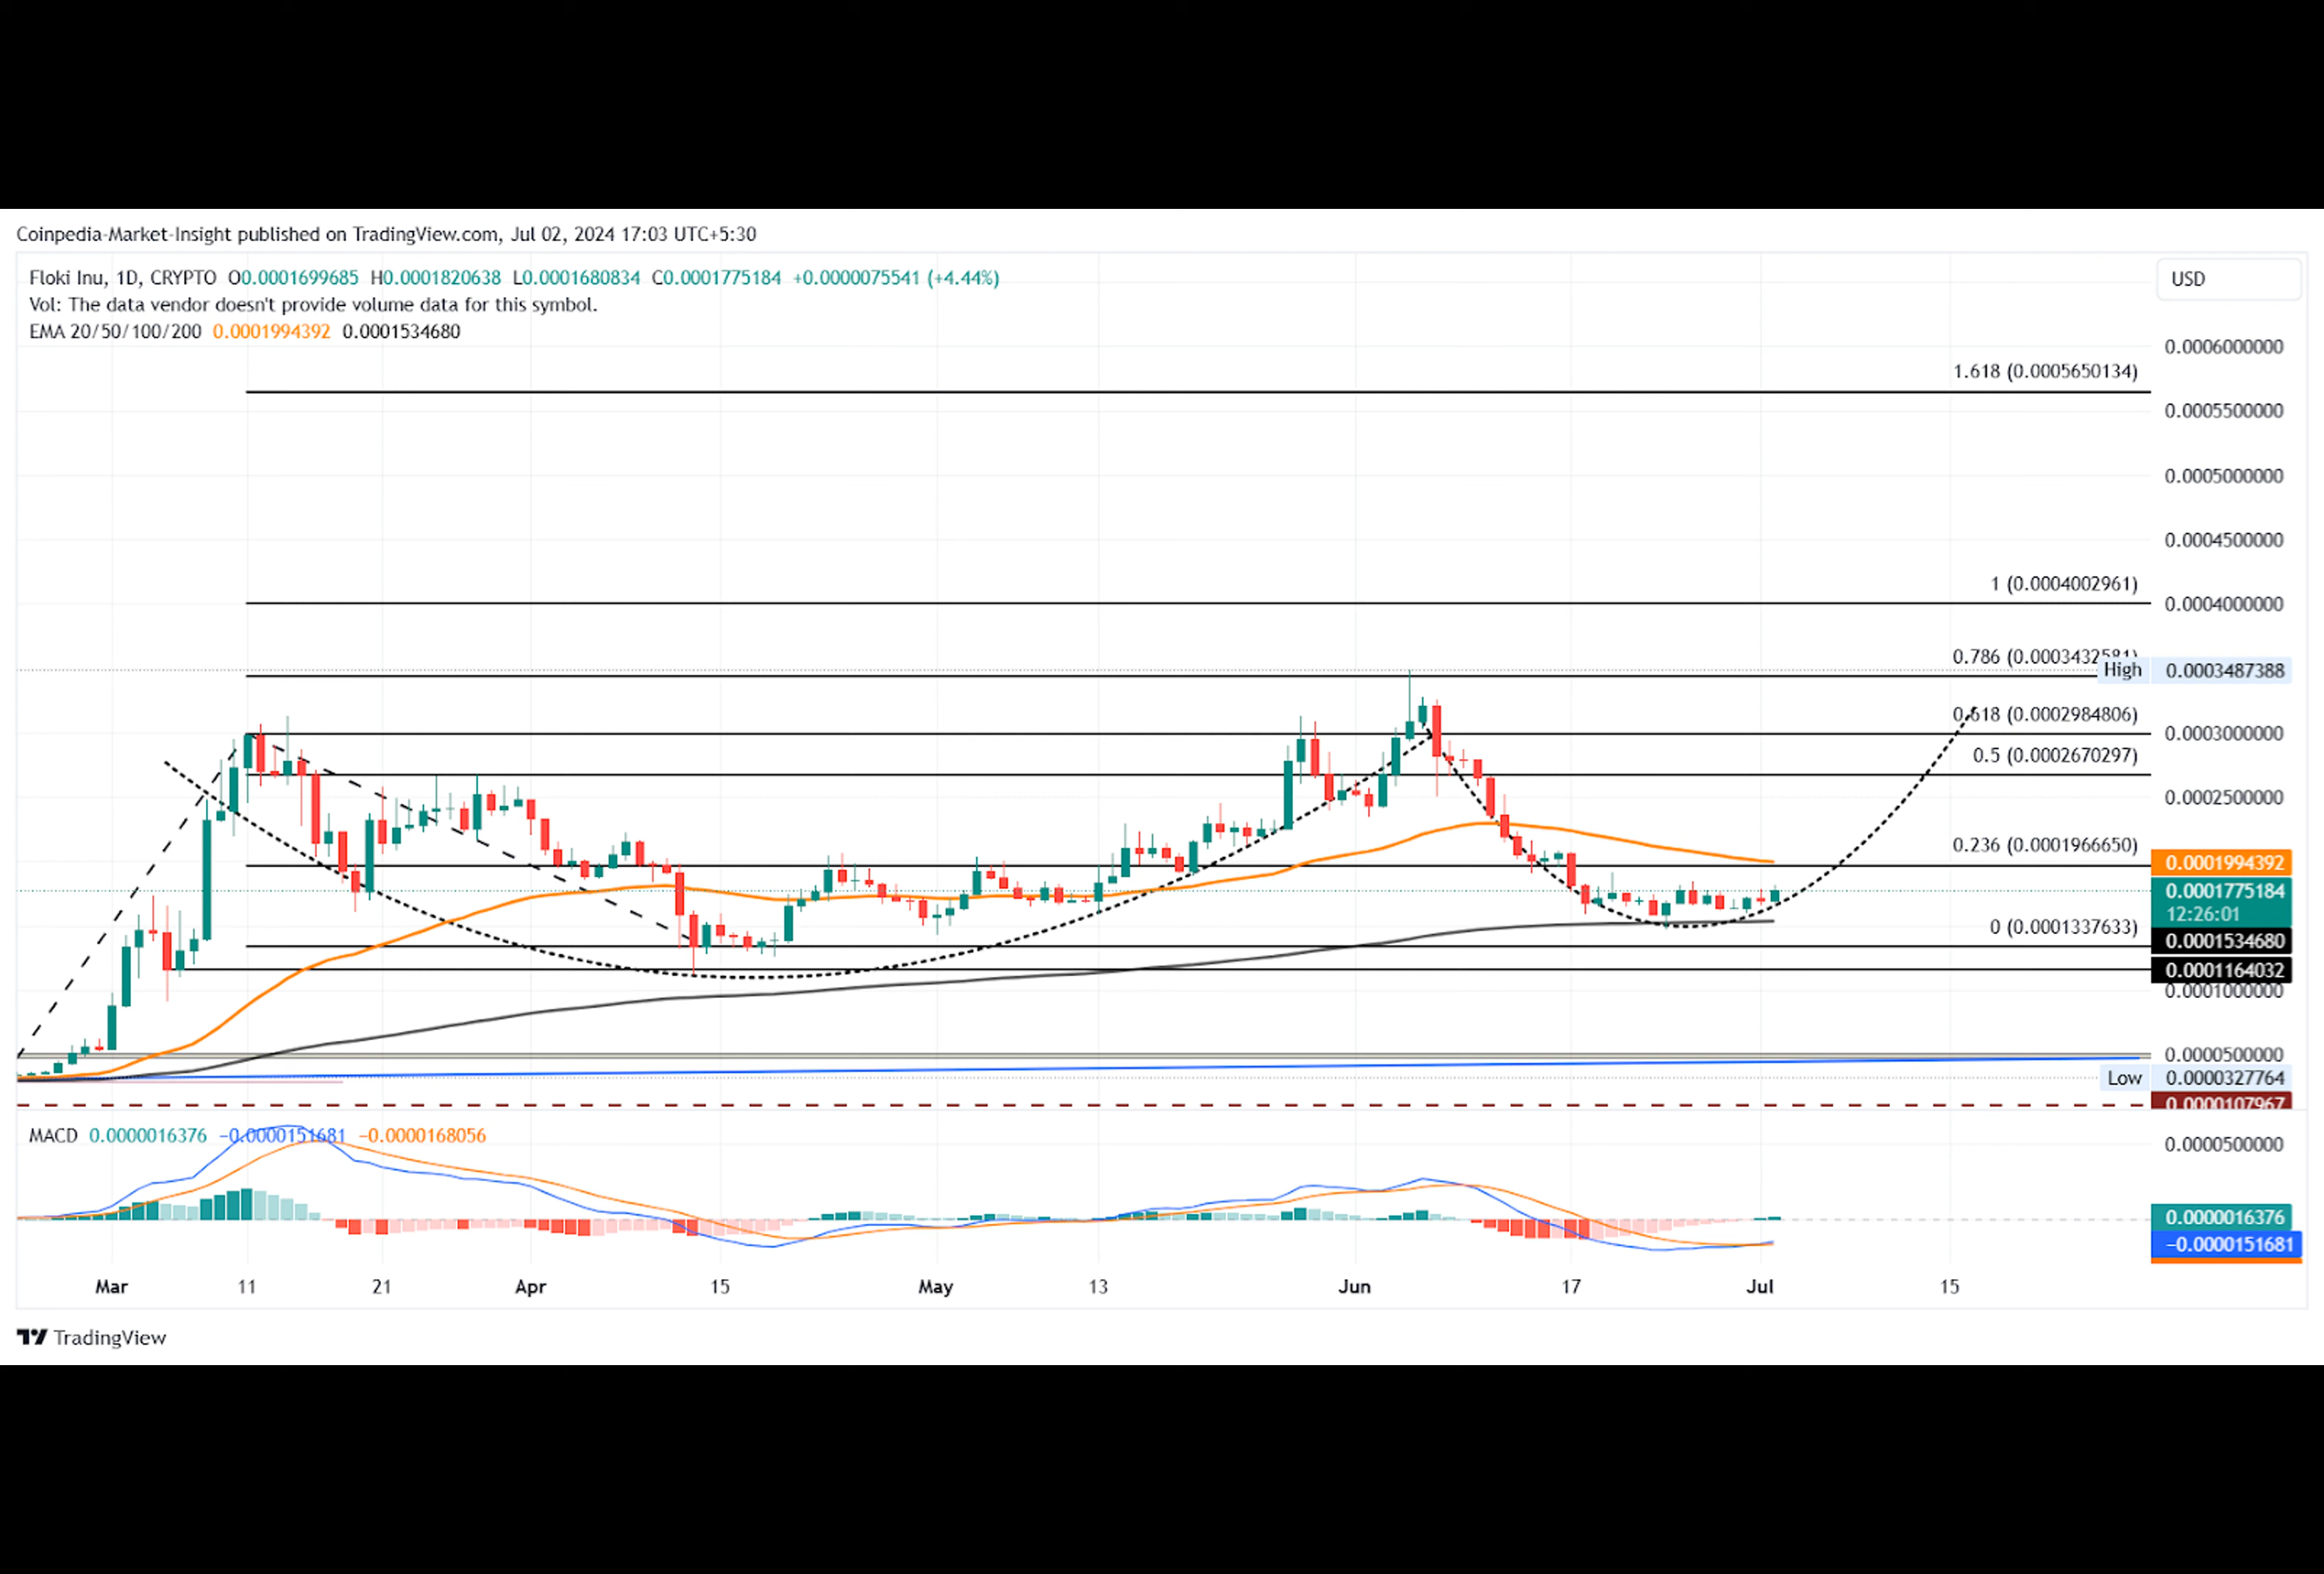 Coinpedia-Market-Insight published on TradingView.com, Jul 02, 2024 17:03 UTC+5:30
Floki Inu, 1D, CRYPTO O0.0001699685 H0.0001820638 L0.0001680834 C0.0001775184 +0.0000075541 (+4.44%)
USD
Vol: The data vendor doesn't provide volume data for this symbol.
EMA 20/50/100/200 0.0001994392 0.0001534680
0.0006000000
1.618 (0.0005650134)
0.0005500000
0.0005000000
0.0004500000
1 (0.0004002961)
0.0004000000
0.786 (0.0003432581)
High 0.0003487388
0.618 (0.0002984806)
0.0003000000
0.5 (0.0002670297)
0.0002500000
0.236 (0.0001966650)
0.0001994392
0.0001775184
12:26:01
0 (0.0001337633)
0.0001534680
0.0001164032
0.0001000000
0.0000500000
Low 0.0000327764
0.0000107967
MACD 0.0000016376 −0.0000151681 −0.0000168056
0.0000500000
0.0000016376
−0.0000151681
Mar 11 21 Apr 15 May 13 Jun 17 Jul 15
TradingView